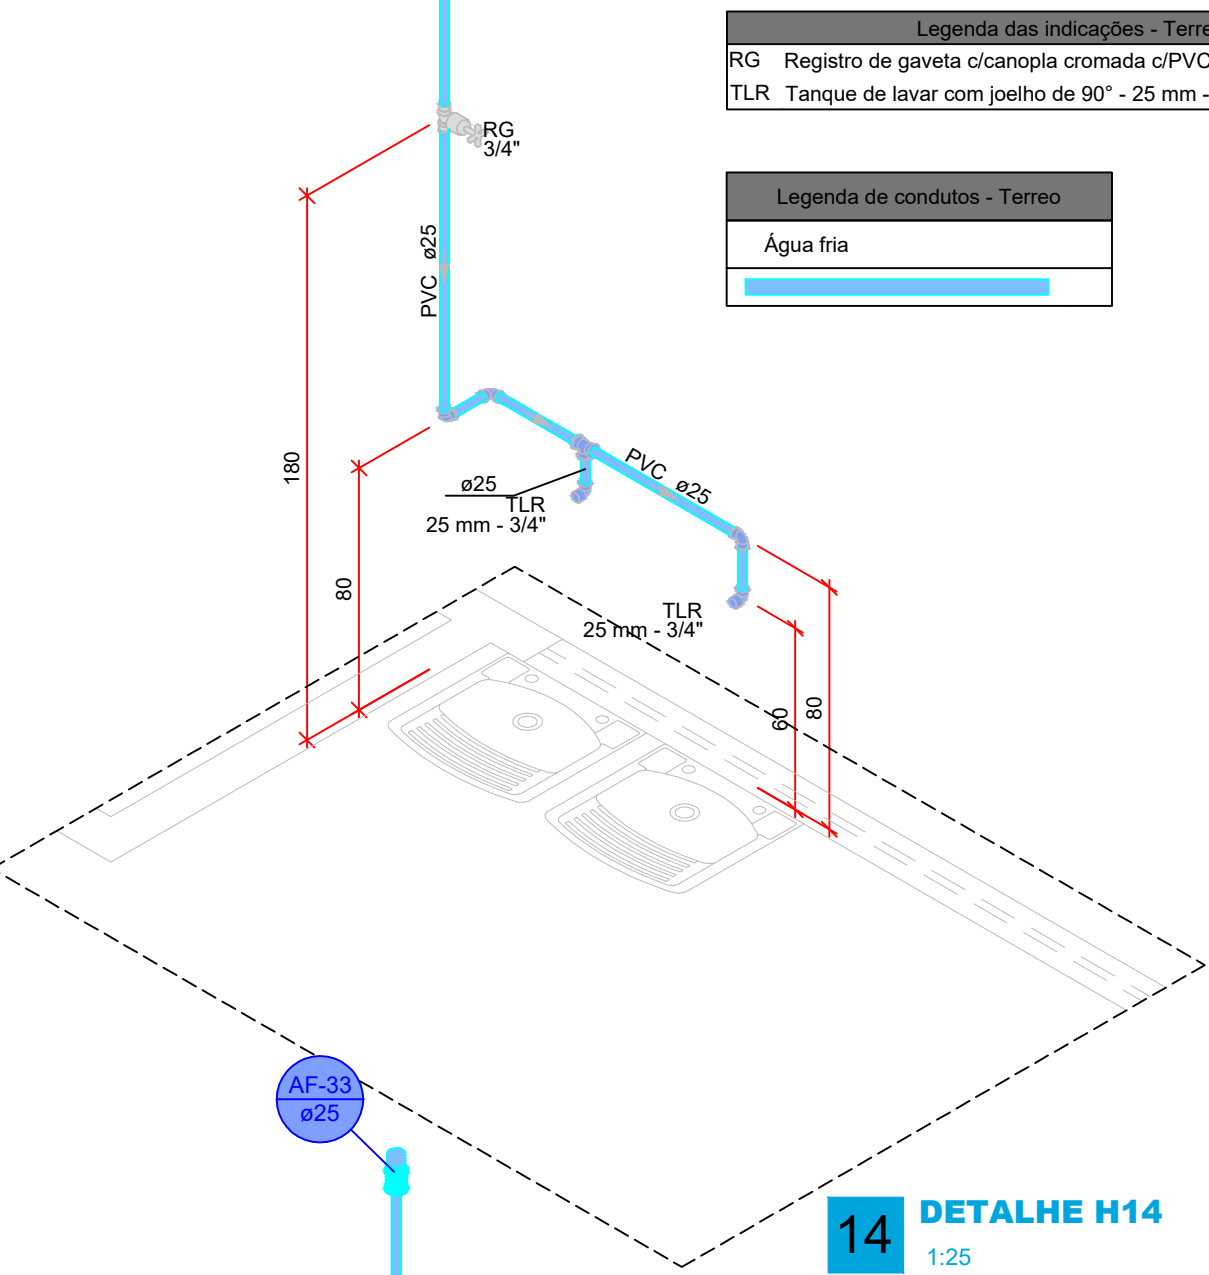 Legenda das indicações - Terre
RG Registro de gaveta c/canopla cromada c/PVC
TLR Tanque de lavar com joelho de 90° - 25 mm -
RG
3/4"
Legenda de condutos - Terreo
Água fria
PVC ø25
180
80
ø25
TLR
25 mm - 3/4"
PVC ø25
TLR
25 mm - 3/4"
60
80
AF-33
ø25
14
DETALHE H14
1:25